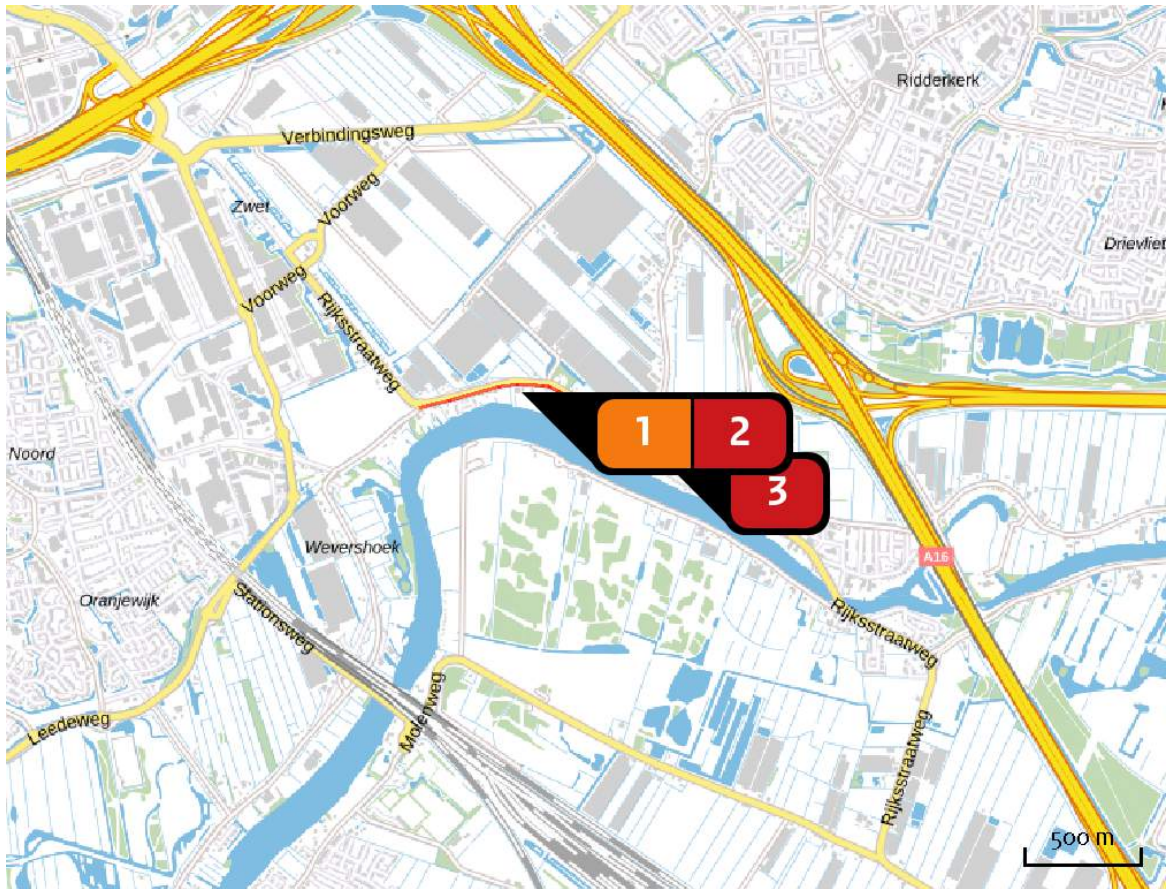 Ridderkerk
Verbindingsweg
Voorweg
Zwet
Drievliet
Voorweg
Rijksstraatweg
1
2
3
Noord
Wevershoek
A16
Oranjewijk
Stationsweg
Rijksstraatweg
Molenweg
Leedeweg
Rijksstraatweg
500 m